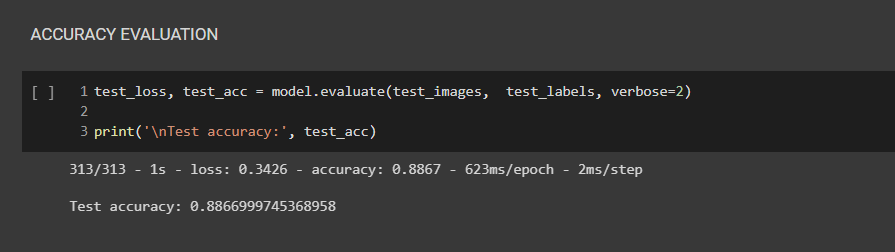 ACCURACY EVALUATION
[ ] 1 test_loss, test_acc = model.evaluate(test_images,  test_labels, verbose=2)
2
3 print('\nTest accuracy:', test_acc)
313/313 - 1s - loss: 0.3426 - accuracy: 0.8867 - 623ms/epoch - 2ms/step
Test accuracy: 0.8866999745368958